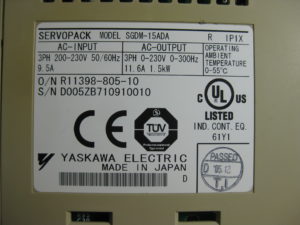 SERVOPACK MODEL SGDM-15ADA R IPIX
AC-INPUT AC-OUTPUT OPERATING AMBIENT TEMPERATURE 0-55℃
3PH 200-230V 50/60Hz 3PH 0-230V 0-300Hz
9.5A 11.6A 1.5kW
O/N R11398-805-10
S/N D005ZB710910010
C UL US
LISTED
IND. CONT. EQ.
61Y1
CE
TÜV
YASKAWA ELECTRIC
MADE IN JAPAN
D
PASSED
T.I